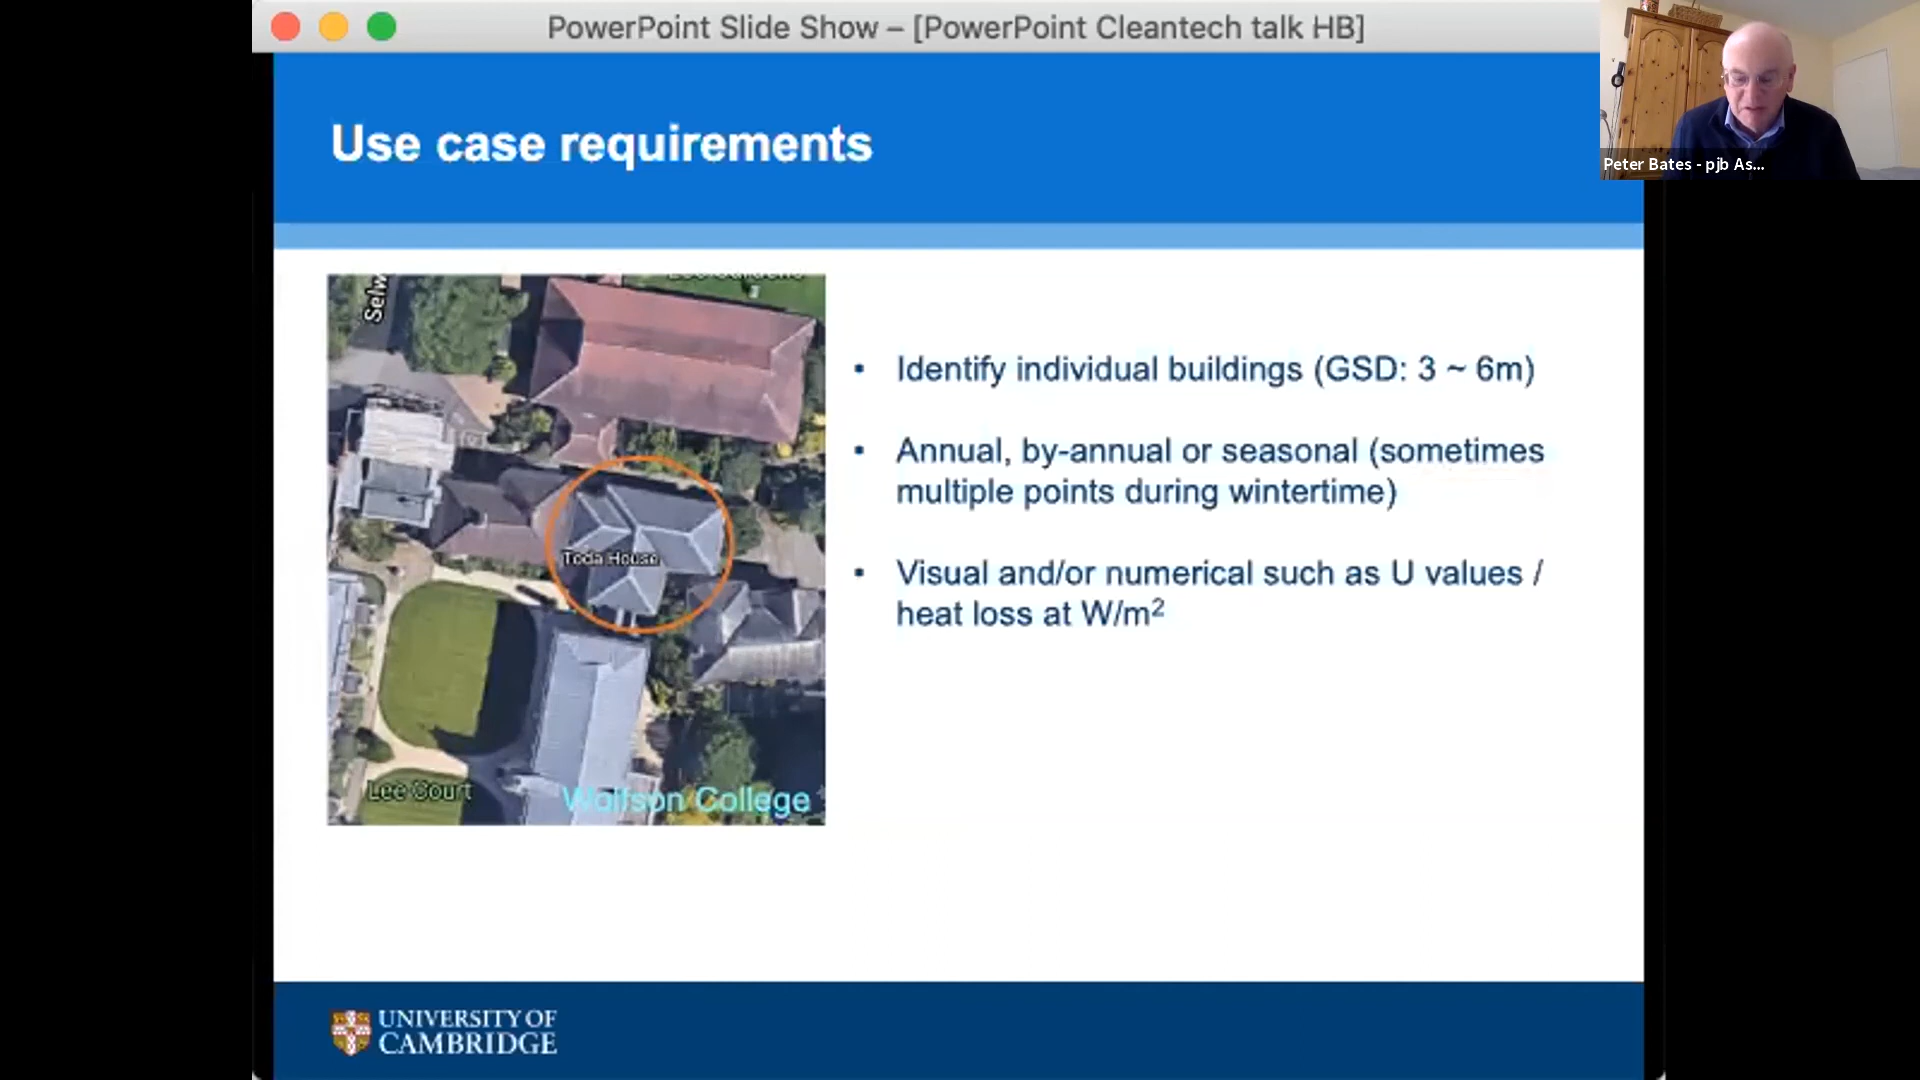 PowerPoint Slide Show – [PowerPoint Cleantech talk HB]
Peter Bates - pjb As...
Use case requirements
Selw
Toda House
Lee Court
Wolfson College
• Identify individual buildings (GSD: 3 ~ 6m)
• Annual, by-annual or seasonal (sometimes
multiple points during wintertime)
• Visual and/or numerical such as U values /
heat loss at W/m²
UNIVERSITY OF
CAMBRIDGE